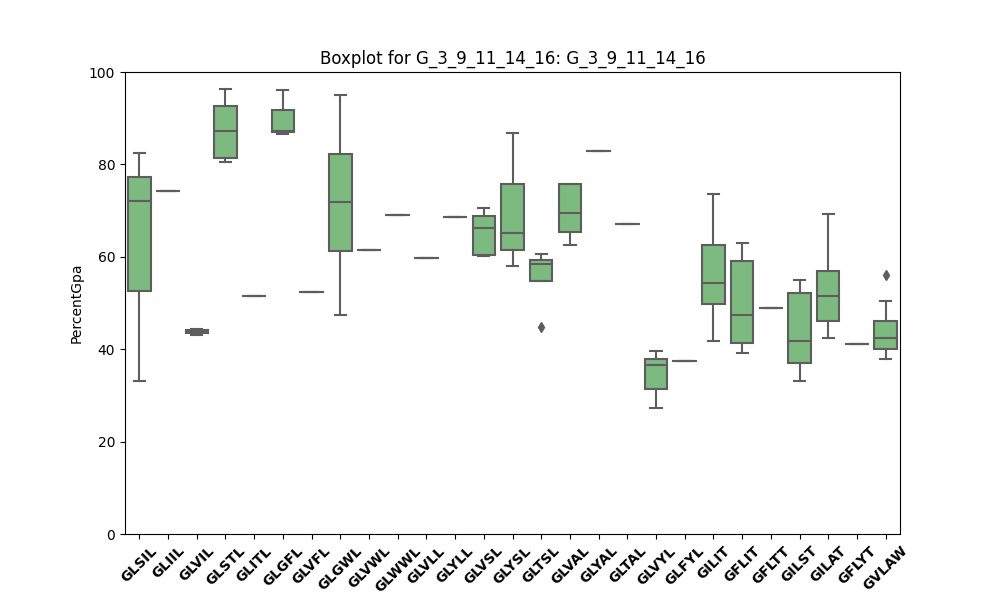 Boxplot for G_3_9_11_14_16: G_3_9_11_14_16
PercentGpa
100
80
60
40
20
0
GLSIL
GLIIL
GLVIL
GLSTL
GLITL
GLGFL
GLVFL
GLGWL
GLVWL
GLWWL
GLVLL
GLYLL
GLVSL
GLYSL
GLTSL
GLVAL
GLYAL
GLTAL
GLVYL
GLFYL
GILIT
GFLIT
GFLTT
GILST
GILAT
GFLYT
GVLAW